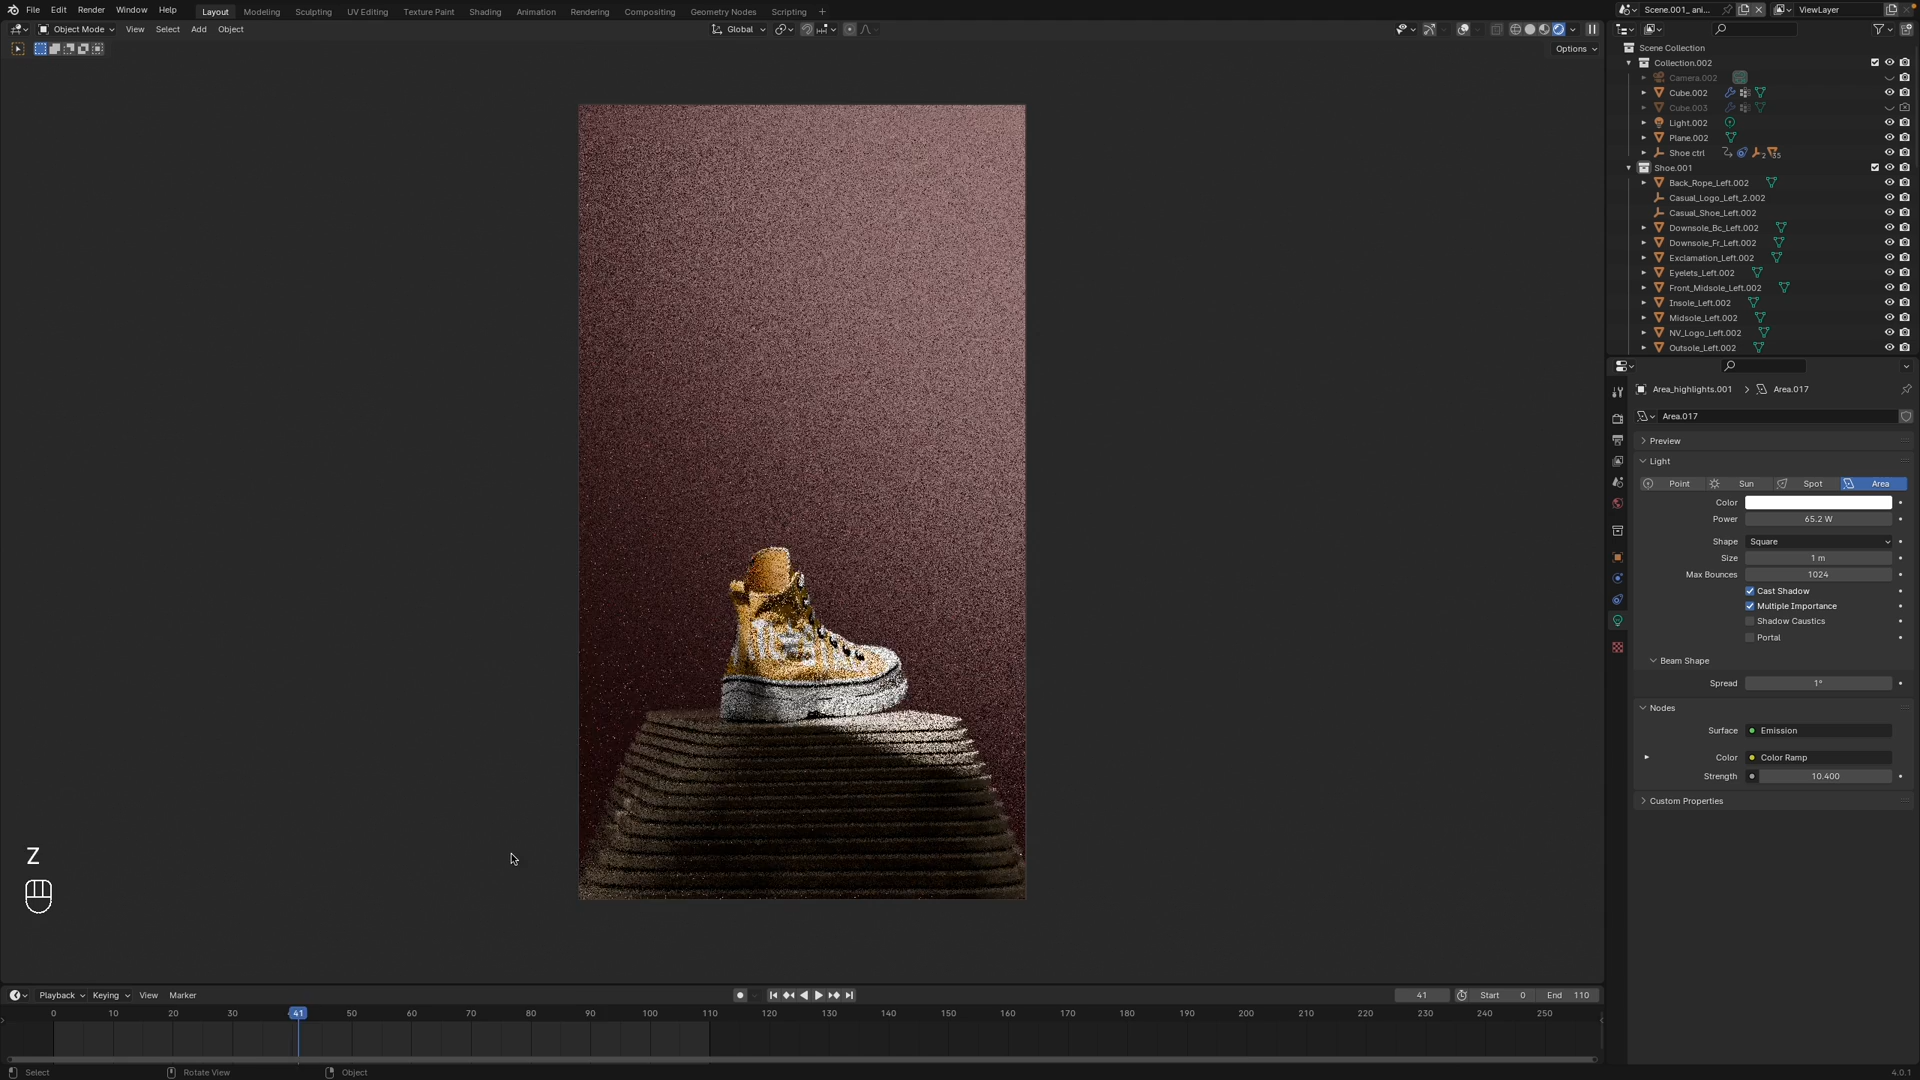 File Edit Render Window Help Layout Modeling Sculpting UV Editing Texture Paint Shading Animation Rendering Compositing Geometry Nodes Scripting + Scene.001_ ani... ViewLayer
Object Mode View Select Add Object Global
Options
Scene Collection
Collection.002
Camera.002
Cube.002
Cube.003
Light.002
Plane.002
Shoe ctrl 2 35
Shoe.001
Back_Rope_Left.002
Casual_Logo_Left_2.002
Casual_Shoe_Left.002
Downsole_Bc_Left.002
Downsole_Fr_Left.002
Exclamation_Left.002
Eyelets_Left.002
Front_Midsole_Left.002
Insole_Left.002
Midsole_Left.002
NV_Logo_Left.002
Outsole_Left.002
Area_highlights.001 > Area.017
Area.017
Preview
Light
Point Sun Spot Area
Color
Power 65.2 W
Shape Square
Size 1 m
Max Bounces 1024
Cast Shadow
Multiple Importance
Shadow Caustics
Portal
Beam Shape
Spread 1°
Nodes
Surface Emission
Color Color Ramp
Strength 10.400
Custom Properties
Z
Playback Keying View Marker 41 Start 0 End 110
0 10 20 30 41 50 60 70 80 90 100 110 120 130 140 150 160 170 180 190 200 210 220 230 240 250
Select Rotate View Object 4.0.1